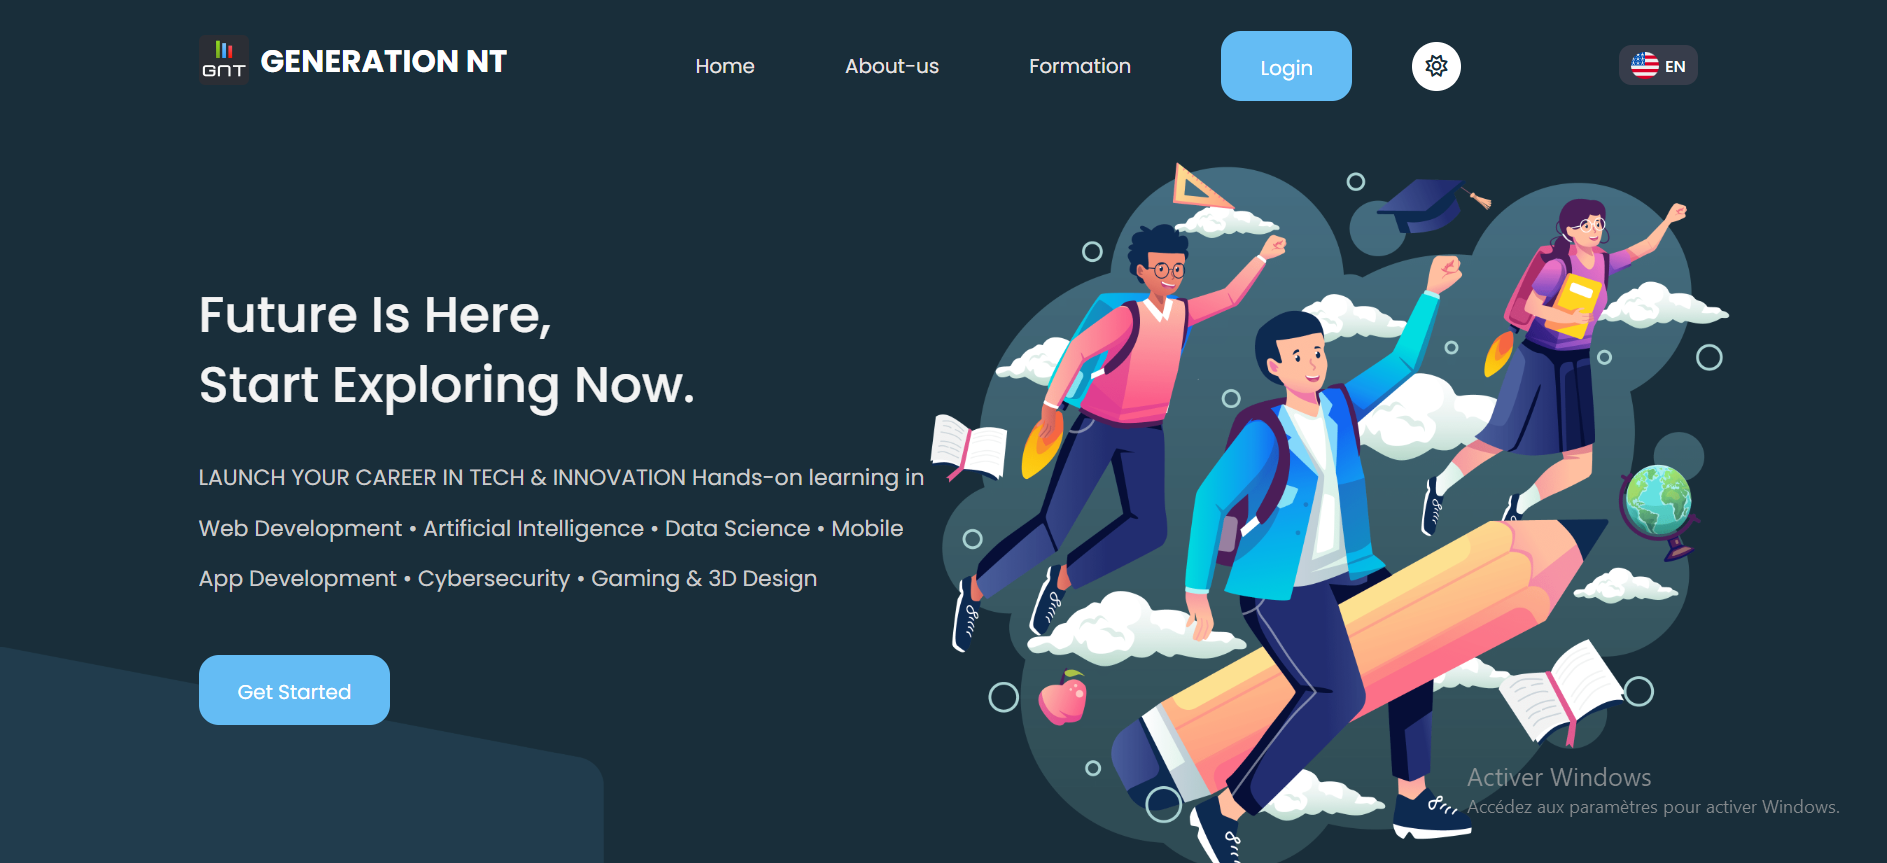 GNT
GENERATION NT
Home
About-us
Formation
Login
EN
Future Is Here,
Start Exploring Now.
LAUNCH YOUR CAREER IN TECH & INNOVATION Hands-on learning in
Web Development • Artificial Intelligence • Data Science • Mobile
App Development • Cybersecurity • Gaming & 3D Design
Get Started
Activer Windows
Accédez aux paramètres pour activer Windows.